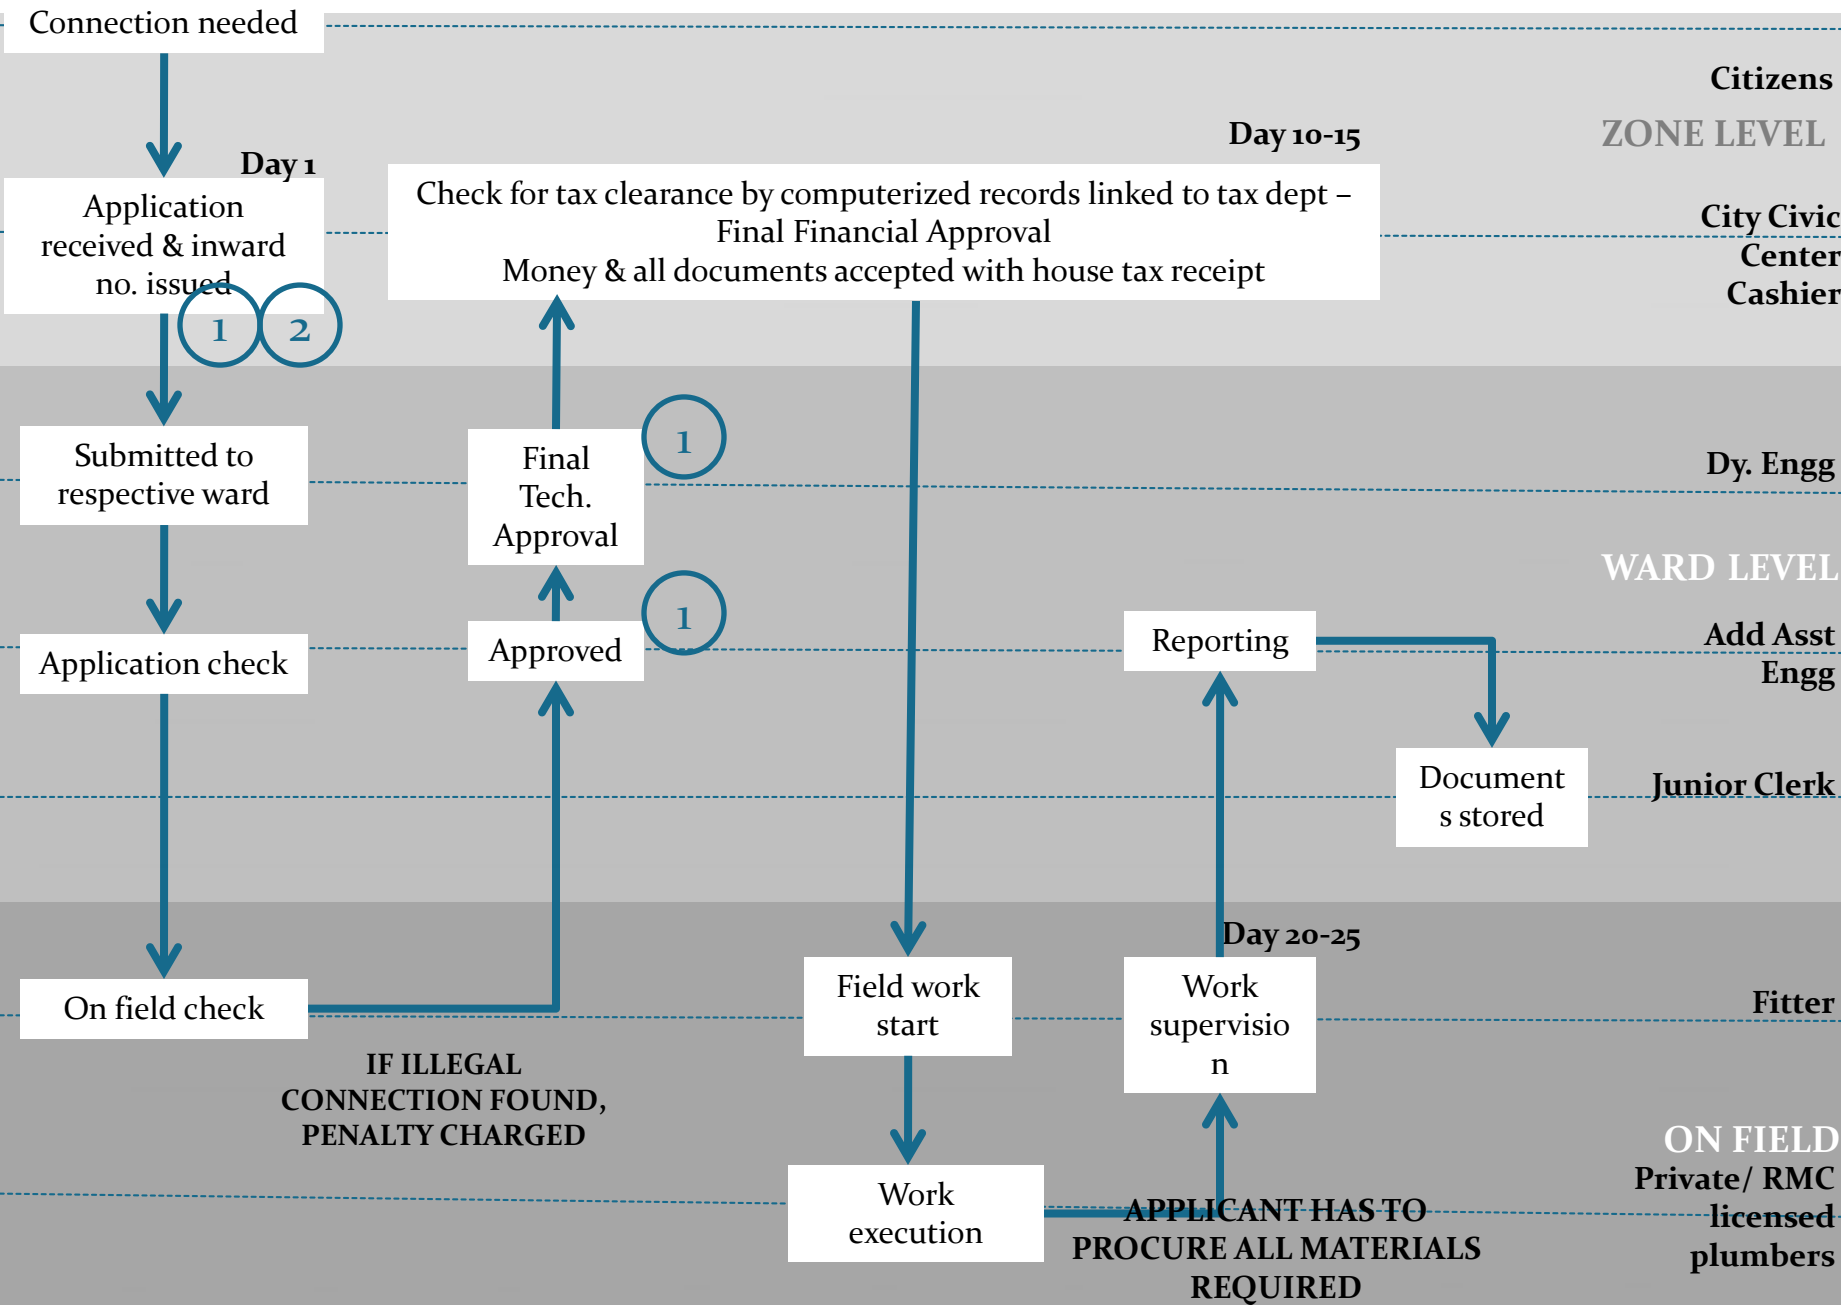 Connection needed
Citizens
ZONE LEVEL
Day 1
Day 10-15
Application
received & inward
no. issued
Check for tax clearance by computerized records linked to tax dept –
Final Financial Approval
Money & all documents accepted with house tax receipt
City Civic
Center
Cashier
1
2
Submitted to
respective ward
Final
Tech.
Approval
1
Dy. Engg
WARD LEVEL
Application check
Approved
1
Reporting
Add Asst
Engg
Document
s stored
Junior Clerk
Day 20-25
On field check
Field work
start
Work
supervisio
n
Fitter
IF ILLEGAL
CONNECTION FOUND,
PENALTY CHARGED
ON FIELD
Work
execution
APPLICANT HAS TO
PROCURE ALL MATERIALS
REQUIRED
Private/ RMC
licensed
plumbers